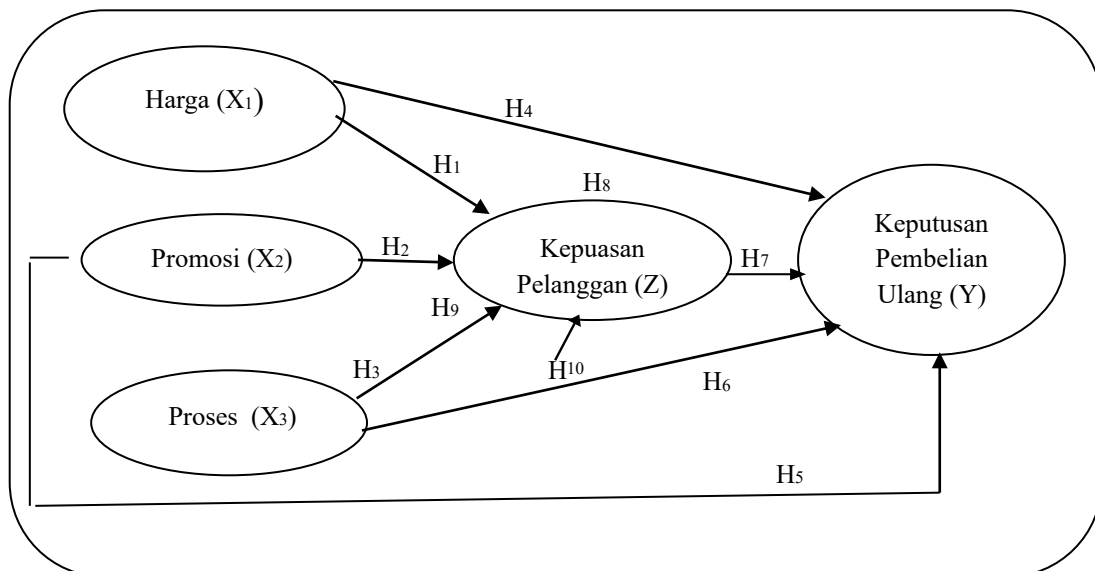 Harga (X1)
H4
H1
H8
Promosi (X2)
H2
Kepuasan
Pelanggan (Z)
H7
Keputusan
Pembelian
Ulang (Y)
H9
H3
H10
H6
Proses (X3)
H5